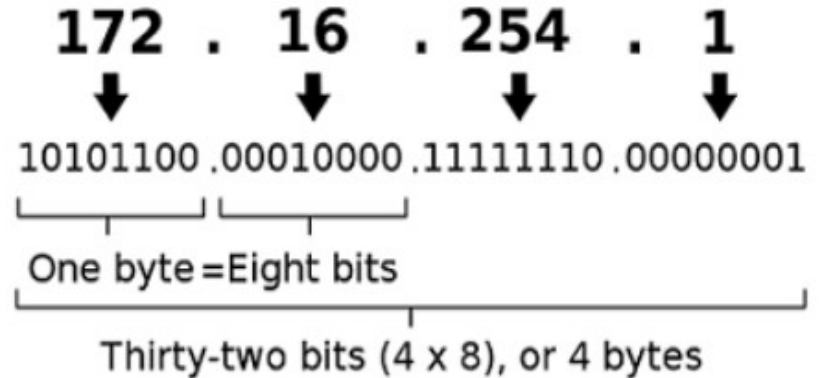 172 . 16 . 254 . 1
10101100 .00010000 .11111110 .00000001
One byte =Eight bits
Thirty-two bits (4 x 8), or 4 bytes